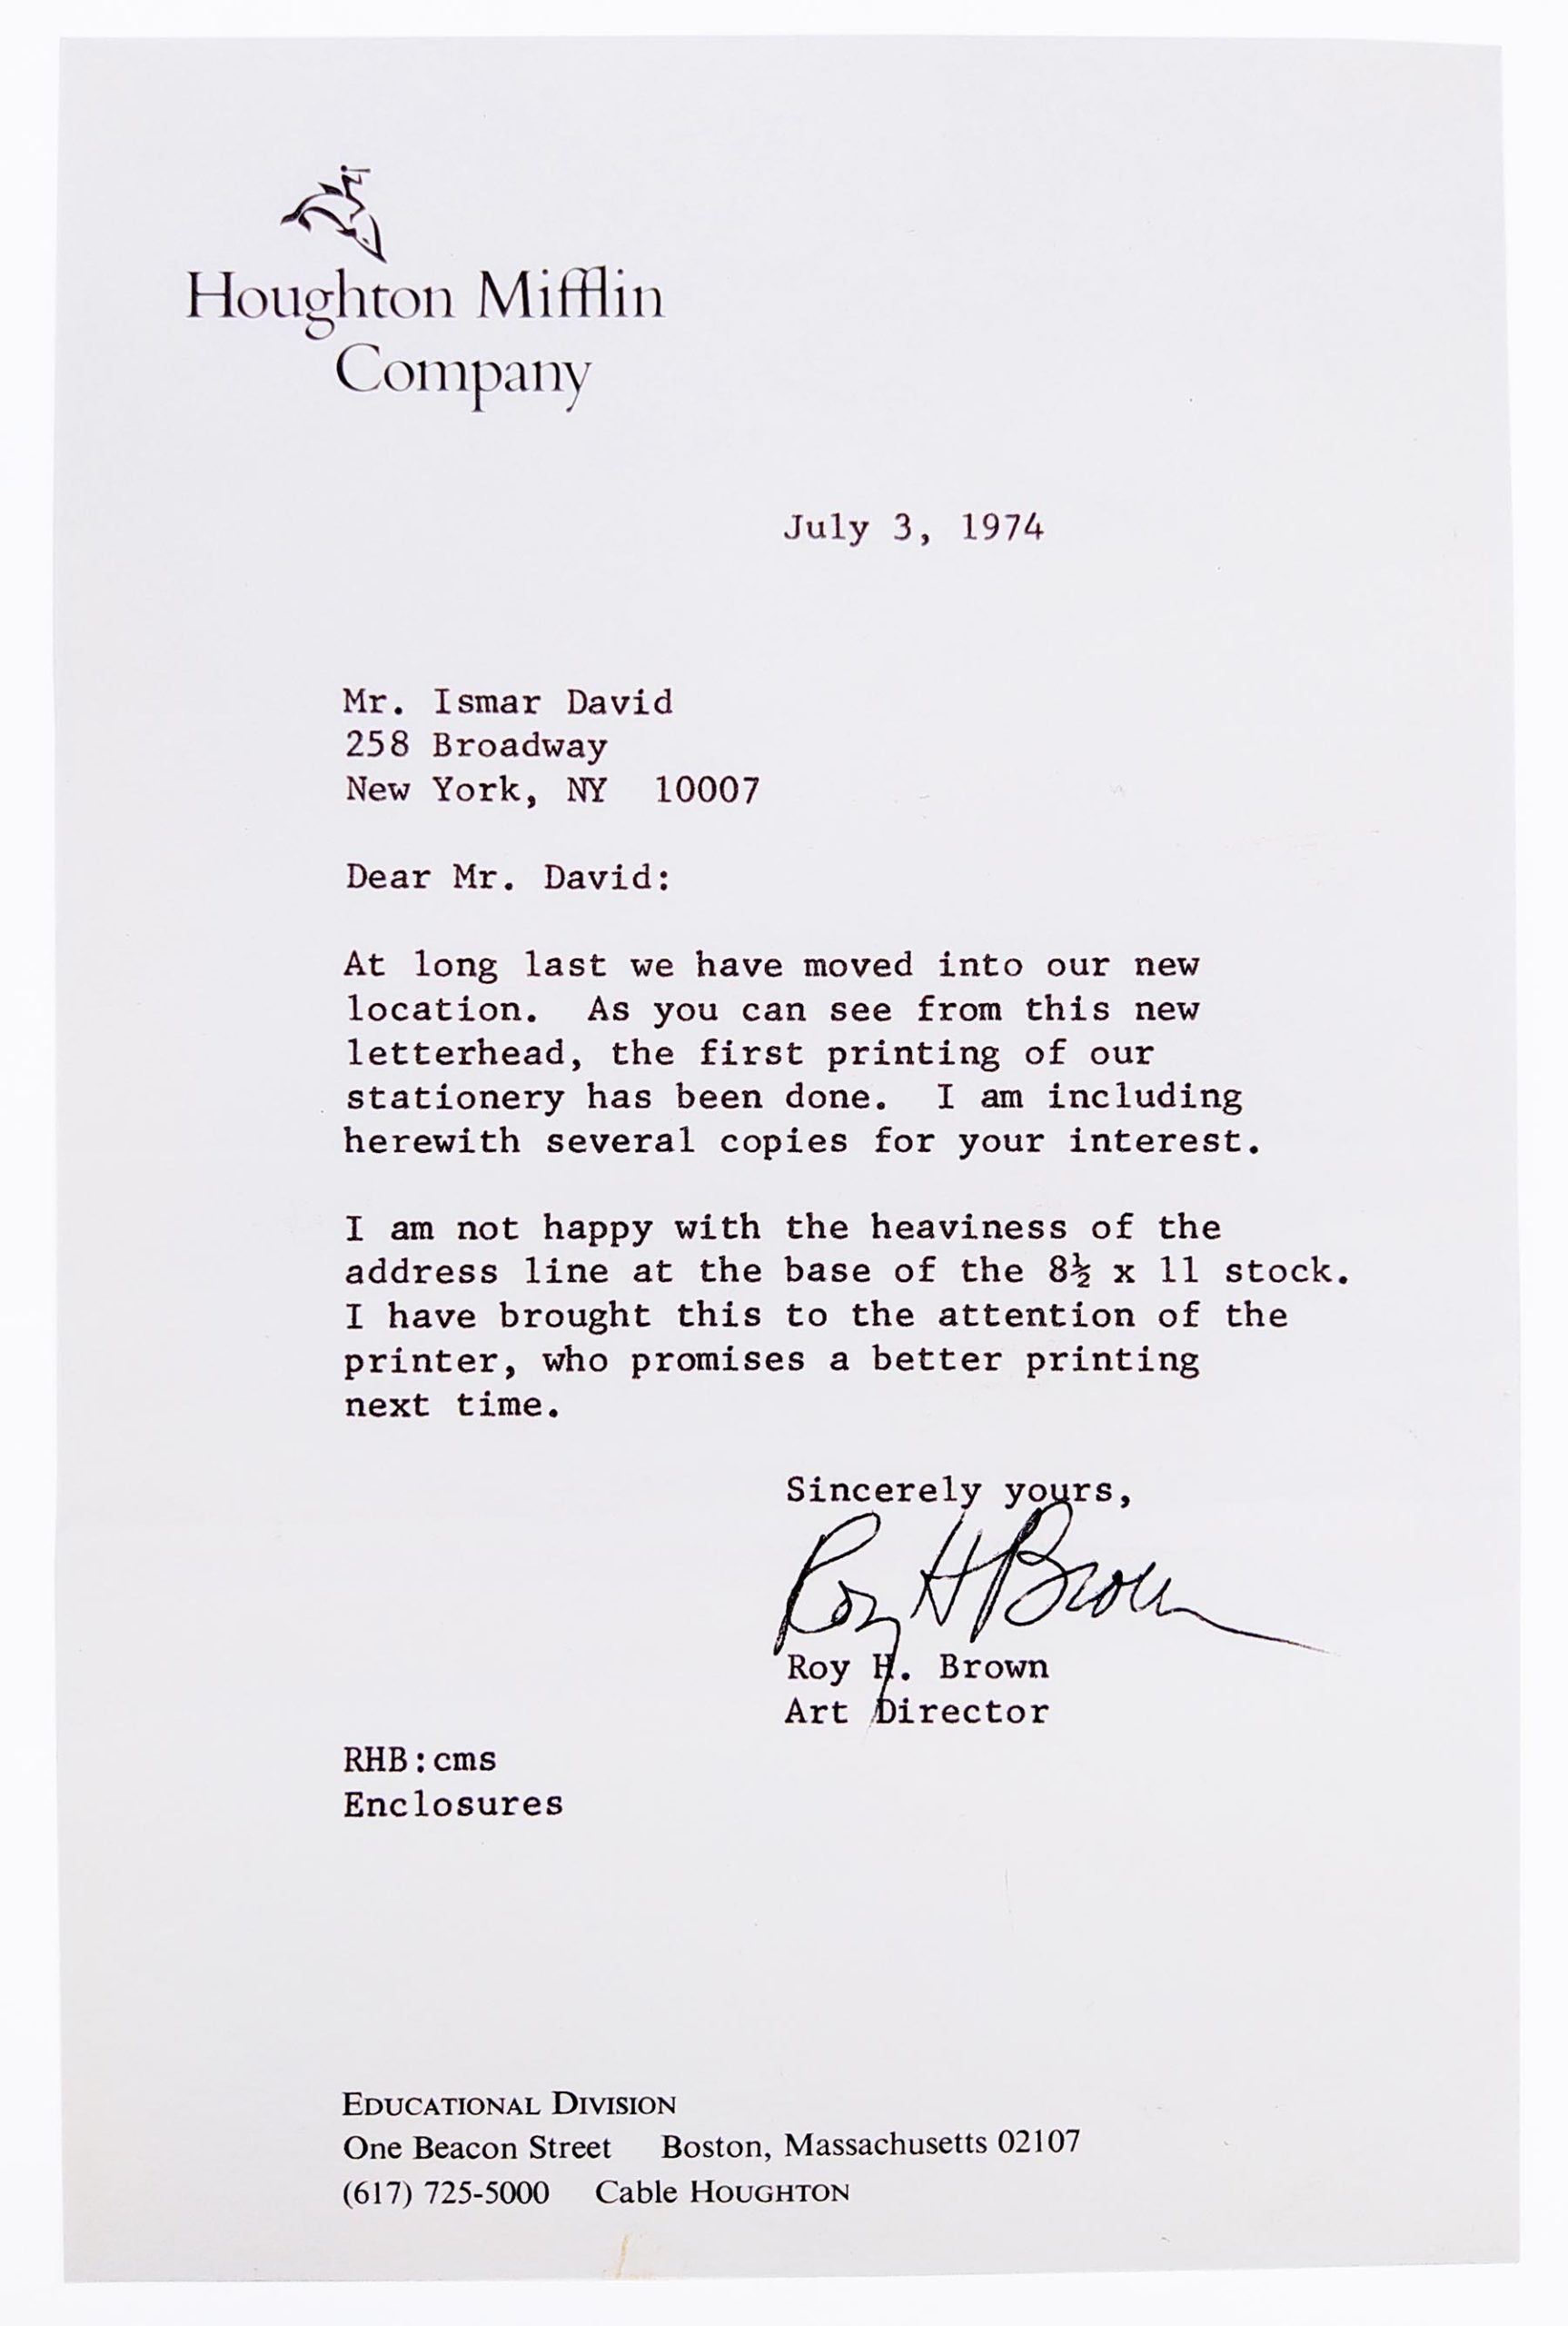 Houghton Mifflin
Company
July 3, 1974
Mr. Ismar David
258 Broadway
New York, NY  10007
Dear Mr. David:
At long last we have moved into our new
location.  As you can see from this new
letterhead, the first printing of our
stationery has been done.  I am including
herewith several copies for your interest.
I am not happy with the heaviness of the
address line at the base of the 8½ x 11 stock.
I have brought this to the attention of the
printer, who promises a better printing
next time.
Sincerely yours,
Roy H Brown
Roy H. Brown
Art Director
RHB:cms
Enclosures
EDUCATIONAL DIVISION
One Beacon Street  Boston, Massachusetts 02107
(617) 725-5000  Cable HOUGHTON